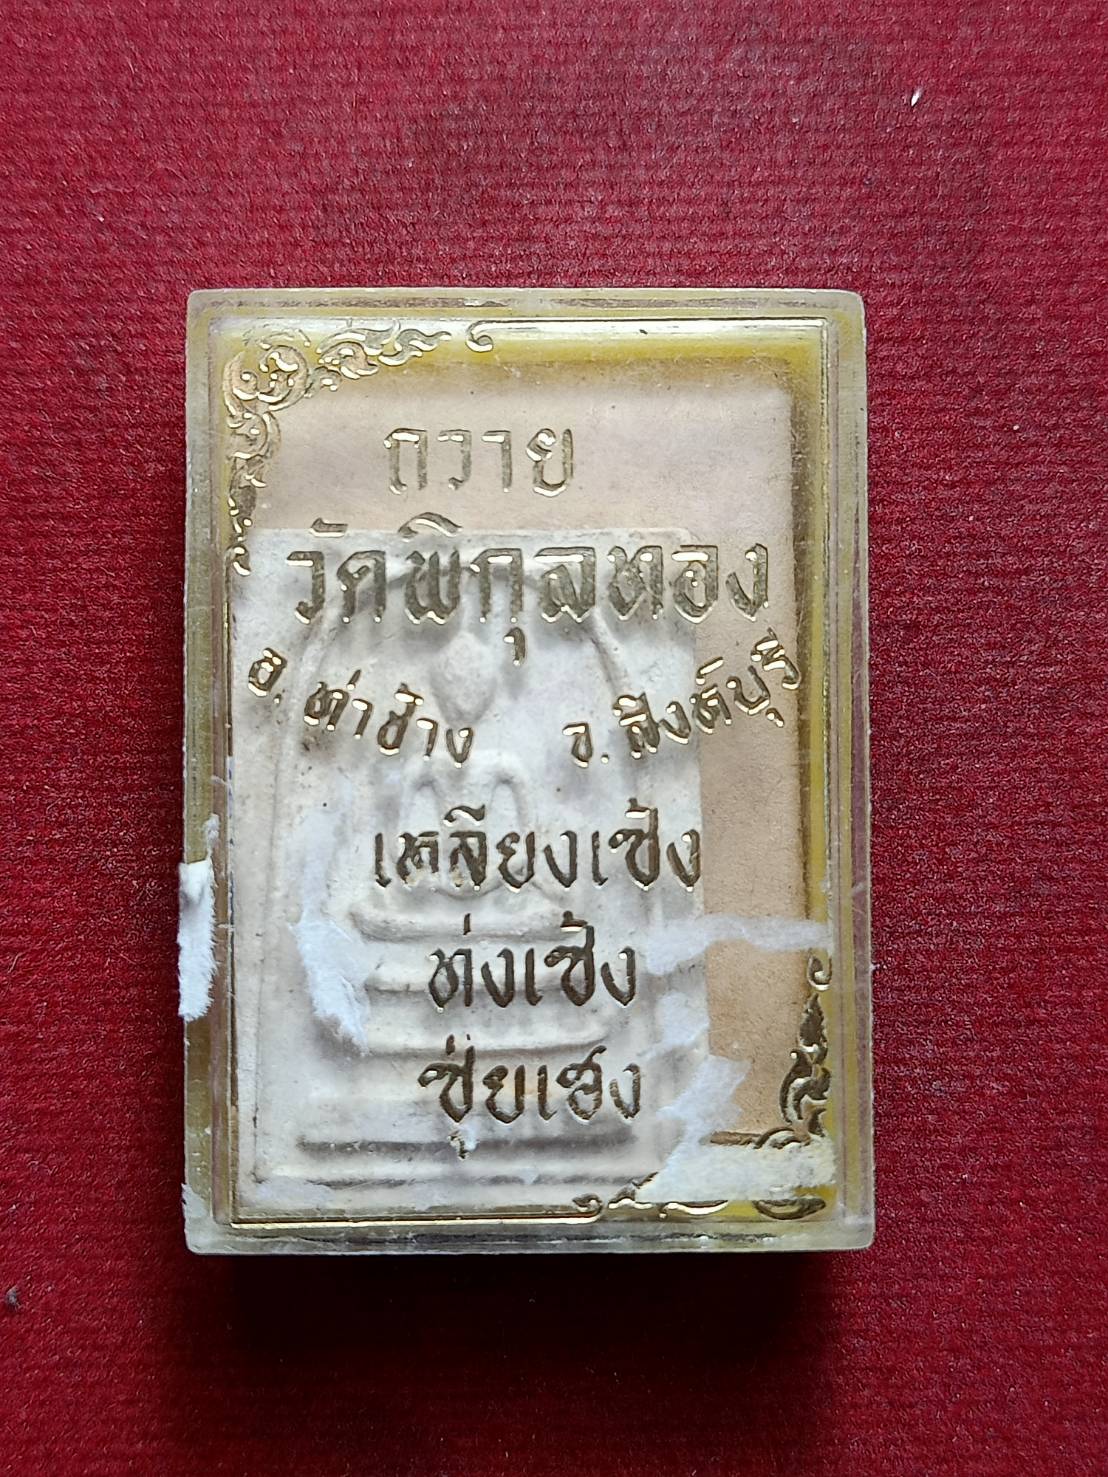 ถวาย
วัดพิกุลทอง
อ.ท่าช้าง จ.สิงห์บุรี
เหลียงเซ้ง
ท่งเซ้ง
ชุ่ยเฮง